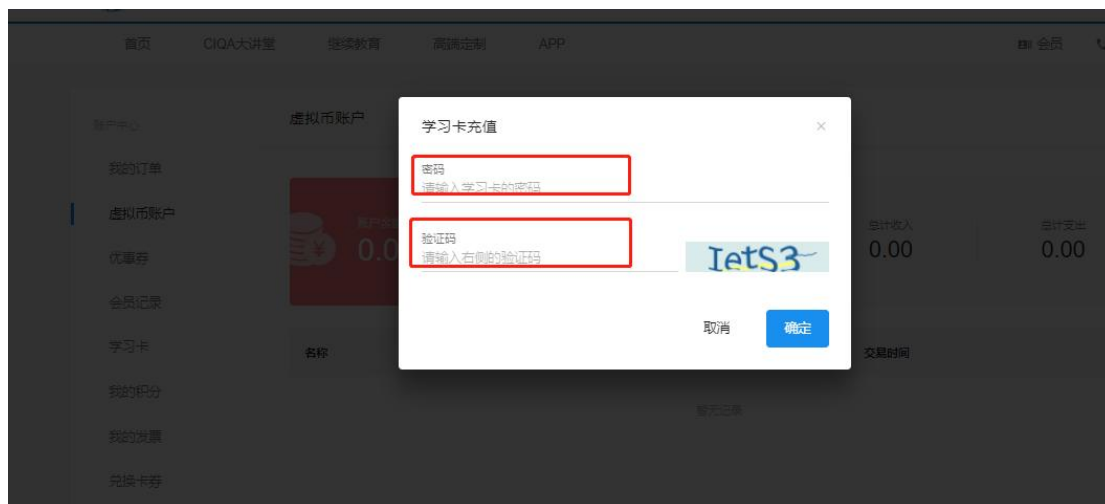 首页 CIQA大讲堂 继续教育 高端定制 APP 会员
账户中心
我的订单
虚拟币账户
优惠券
会员记录
学习卡
我的积分
我的发票
兑换卡券
虚拟币账户
0.0
总计收入
0.00
总计支出
0.00
名称
交易时间
暂无记录
学习卡充值
密码
请输入学习卡的密码
验证码
请输入右侧的验证码
IetS3
取消 确定